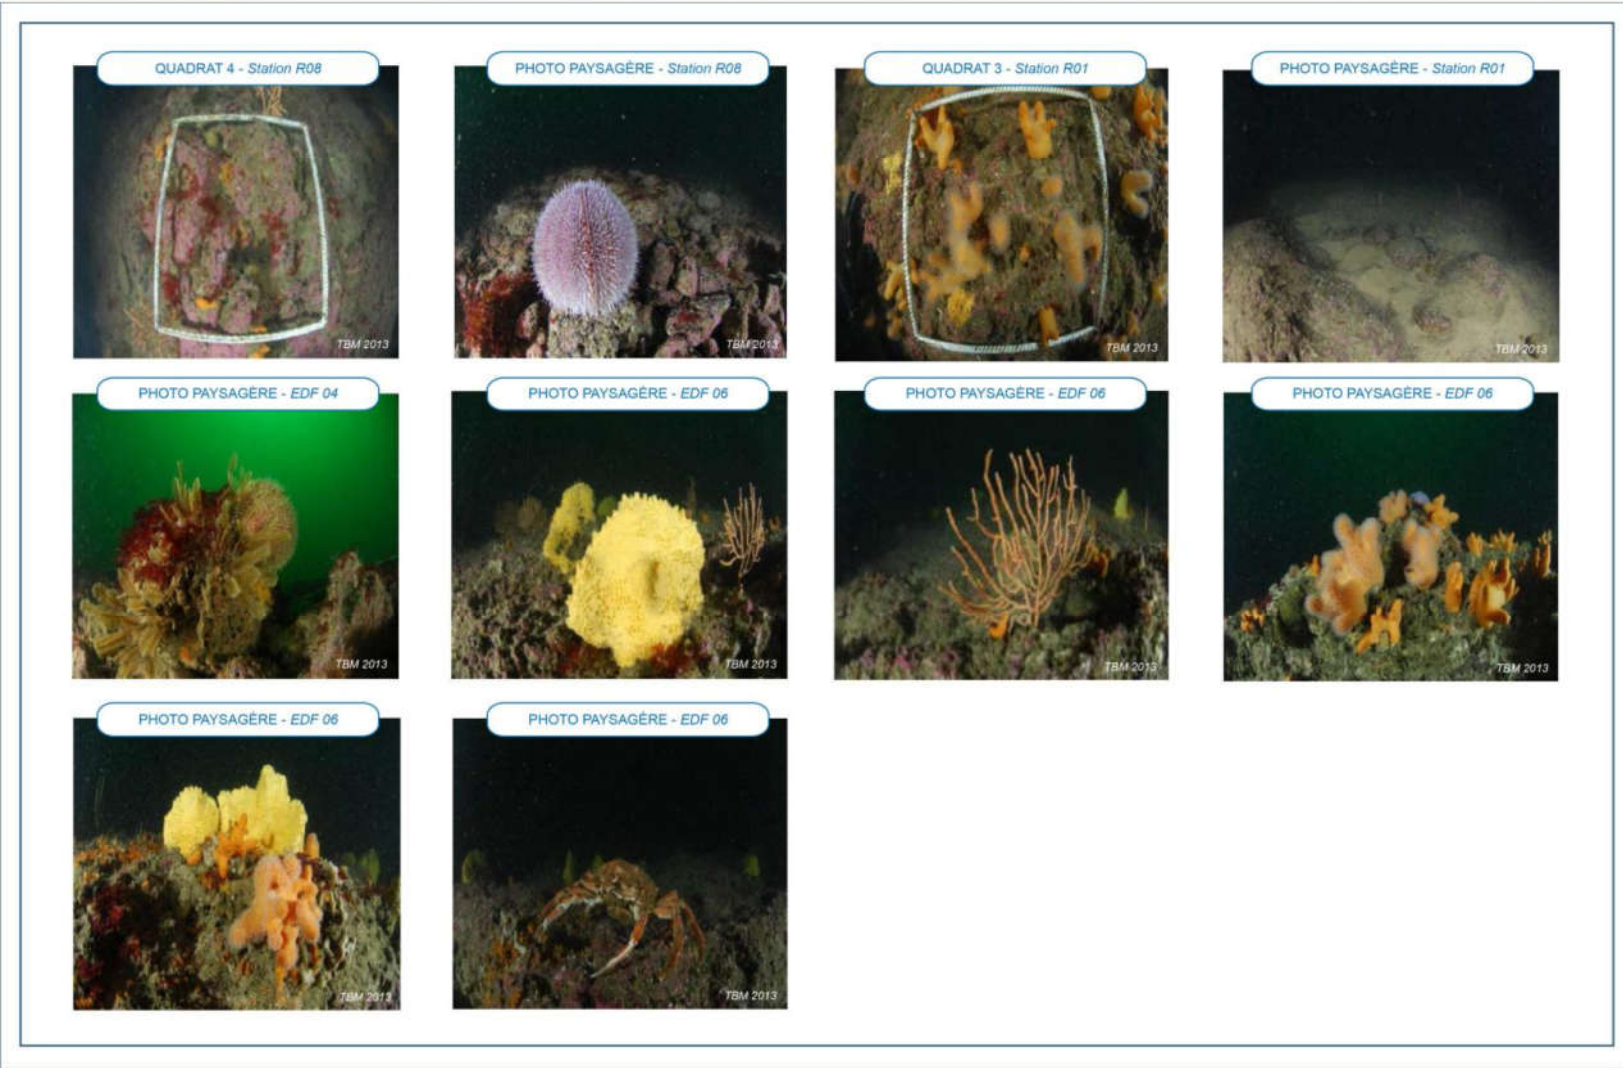 QUADRAT 4 - Station R08
PHOTO PAYSAGÈRE - Station R08
QUADRAT 3 - Station R01
PHOTO PAYSAGÈRE - Station R01
TBM 2013
TBM 2013
TBM 2013
TBM 2013
PHOTO PAYSAGÈRE - EDF 04
PHOTO PAYSAGÈRE - EDF 06
PHOTO PAYSAGÈRE - EDF 06
PHOTO PAYSAGÈRE - EDF 06
TBM 2013
TBM 2013
TBM 2013
TBM 2013
PHOTO PAYSAGÈRE - EDF 06
PHOTO PAYSAGÈRE - EDF 06
TBM 2013
TBM 2013